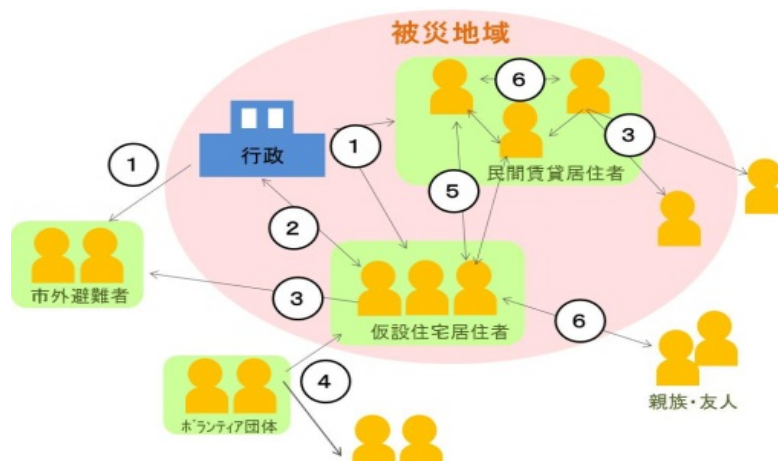 被災地域
⑥
行政
①
①
③
民間賃貸居住者
⑤
②
市外避難者
③
仮設住宅居住者
⑥
④
ボランティア団体
親族・友人